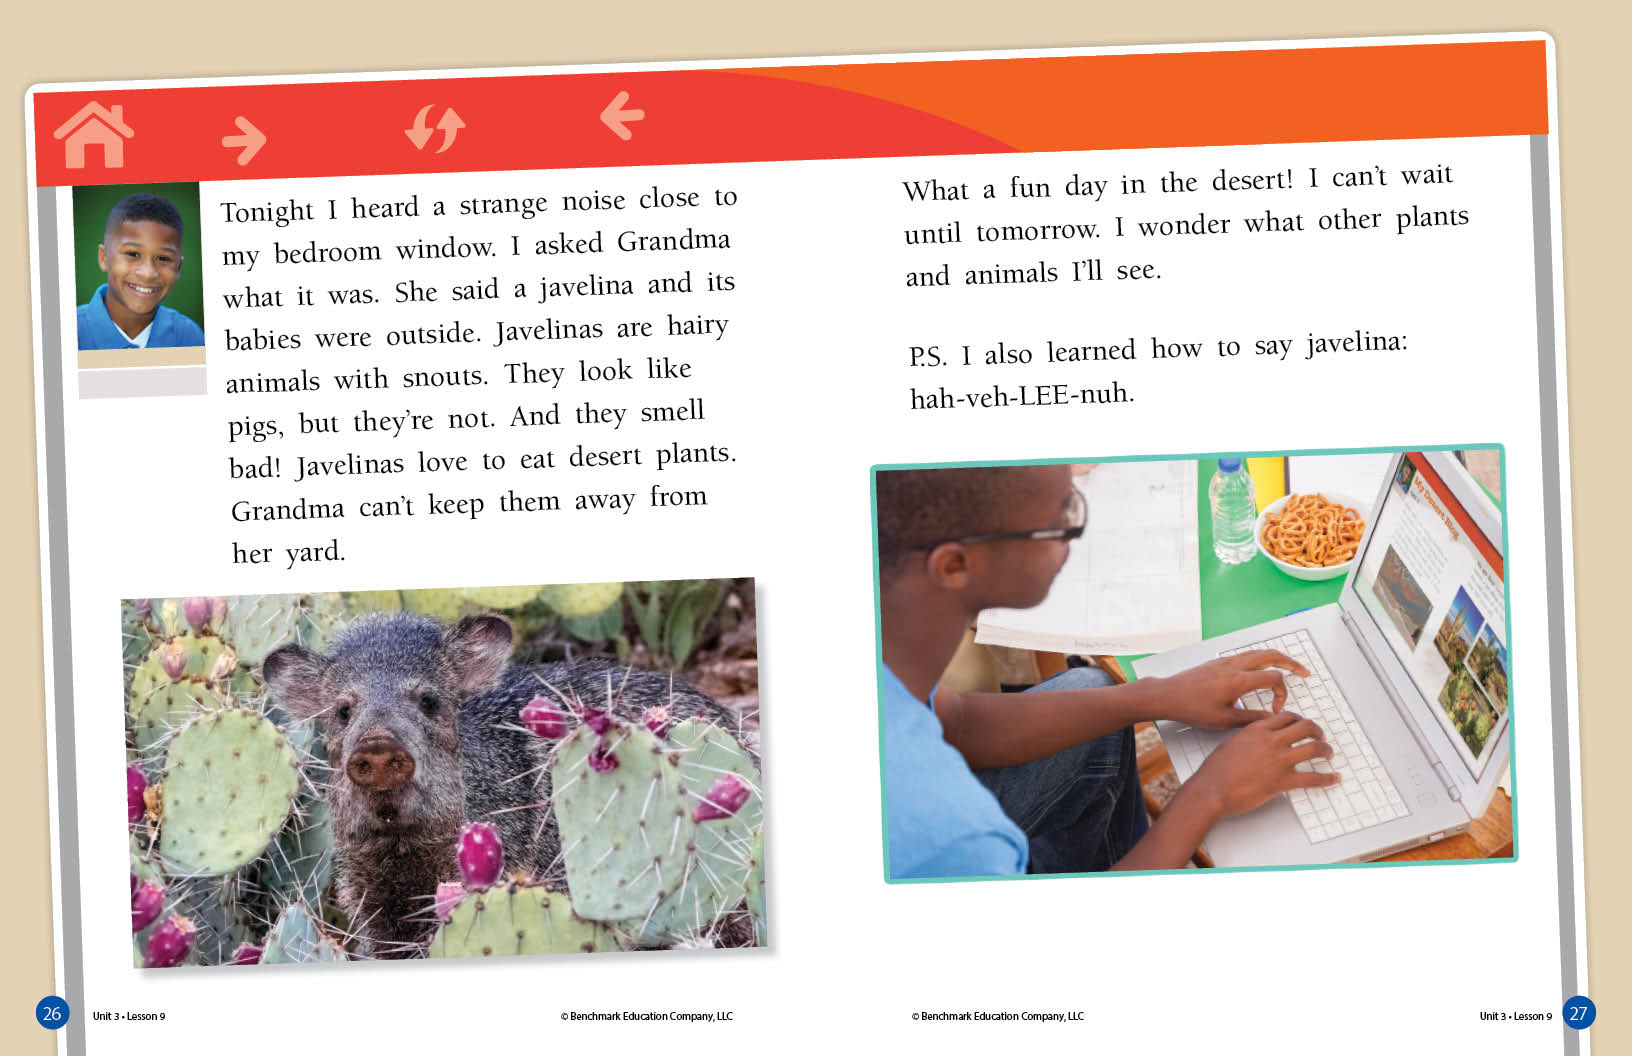 Tonight I heard a strange noise close to
my bedroom window. I asked Grandma
what it was. She said a javelina and its
babies were outside. Javelinas are hairy
animals with snouts. They look like
pigs, but they’re not. And they smell
bad! Javelinas love to eat desert plants.
Grandma can’t keep them away from
her yard.
26
Unit 3 • Lesson 9
© Benchmark Education Company, LLC
What a fun day in the desert! I can’t wait
until tomorrow. I wonder what other plants
and animals I’ll see.
P.S. I also learned how to say javelina:
hah-veh-LEE-nuh.
My Desert Blog
© Benchmark Education Company, LLC
Unit 3 • Lesson 9
27